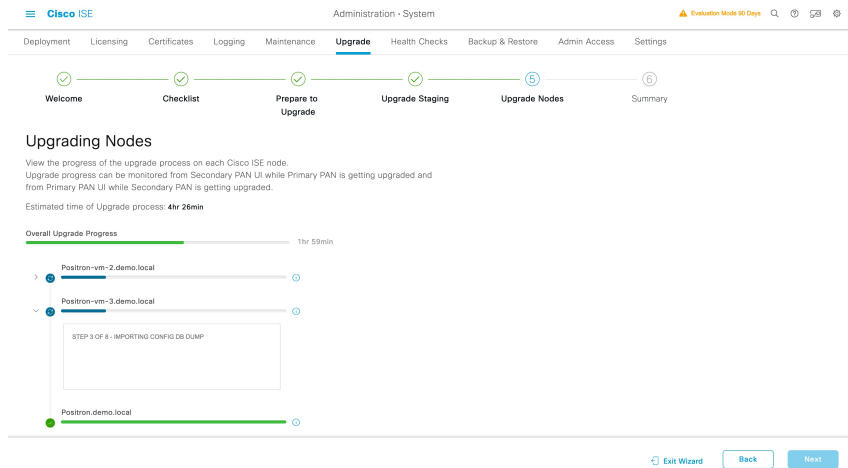 Cisco ISE
Administration · System
Evaluation Mode 90 Days
Deployment Licensing Certificates Logging Maintenance Upgrade Health Checks Backup & Restore Admin Access Settings
5 6
Welcome Checklist Prepare to Upgrade Staging Upgrade Nodes Summary
Upgrade
Upgrading Nodes
View the progress of the upgrade process on each Cisco ISE node.
Upgrade progress can be monitored from Secondary PAN UI while Primary PAN is getting upgraded and
from Primary PAN UI while Secondary PAN is getting upgraded.
Estimated time of Upgrade process: 4hr 26min
Overall Upgrade Progress
1hr 59min
Positron-vm-2.demo.local
Positron-vm-3.demo.local
STEP 3 OF 8 - IMPORTING CONFIG DB DUMP
Positron.demo.local
Exit Wizard Back Next